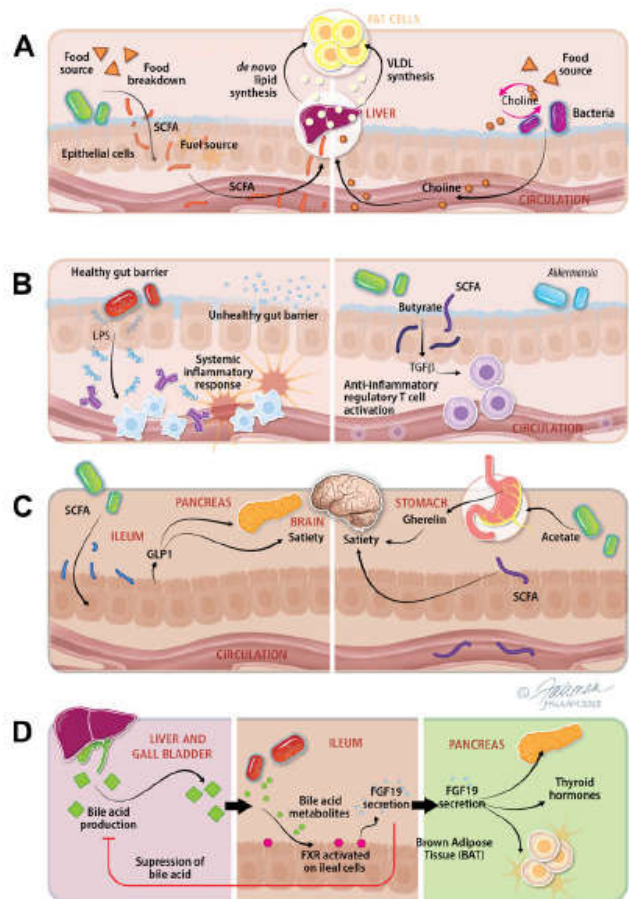 A
FAT CELLS
Food
source
Food
breakdown
de novo
lipid
synthesis
VLDL
synthesis
Food
source
Choline
Bacteria
LIVER
SCFA
Epithelial cells
Fuel source
SCFA
Choline
CIRCULATION
B
Healthy gut barrier
Unhealthy gut barrier
LPS
Systemic
inflammatory
response
SCFA
Akkermansia
Butyrate
TGFβ
Anti-inflammatory
regulatory T cell
activation
CIRCULATION
C
SCFA
ILEUM
PANCREAS
GLP1
BRAIN
Satiety
STOMACH
Gherelin
Satiety
Acetate
SCFA
CIRCULATION
©
D
LIVER AND
GALL BLADDER
Bile acid
production
Supression of
bile acid
ILEUM
Bile acid
metabolites
FGF19
secretion
FXR activated
on ileal cells
PANCREAS
FGF19
secretion
Thyroid
hormones
Brown Adipose
Tissue (BAT)